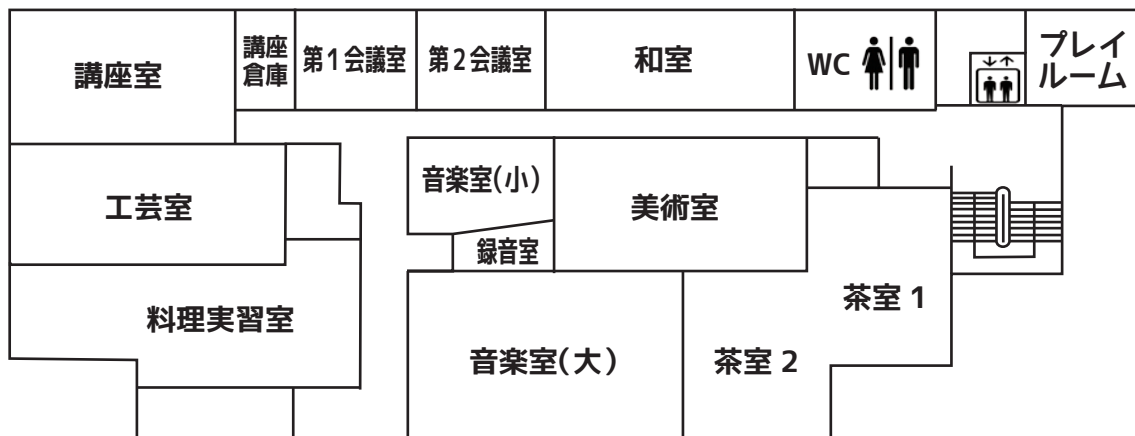 講座室
講座
倉庫
第1会議室
第2会議室
和室
WC
プレイ
ルーム
工芸室
音楽室(小)
美術室
録音室
料理実習室
音楽室(大)
茶室 2
茶室 1